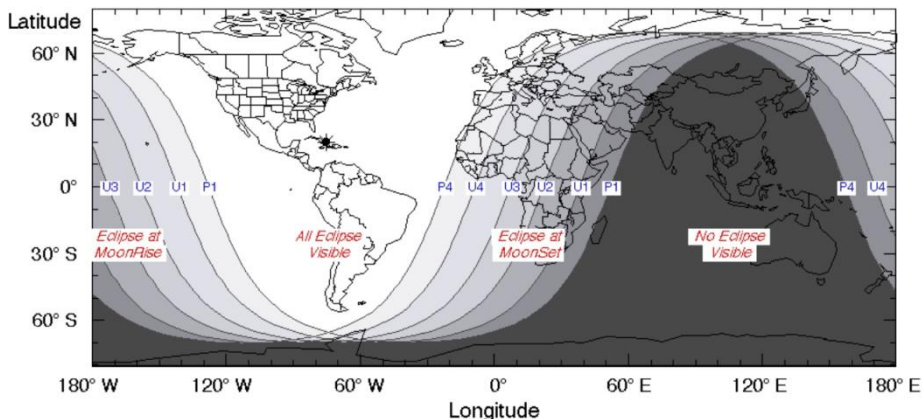 Latitude
60° N
30° N
0°
30° S
60° S
U3 U2 U1 P1 P4 U4 U3 U2 U1 P1 P4 U4
Eclipse at
MoonRise
All Eclipse
Visible
Eclipse at
MoonSet
No Eclipse
Visible
180° W 120° W 60° W 0° 60° E 120° E 180° E
Longitude